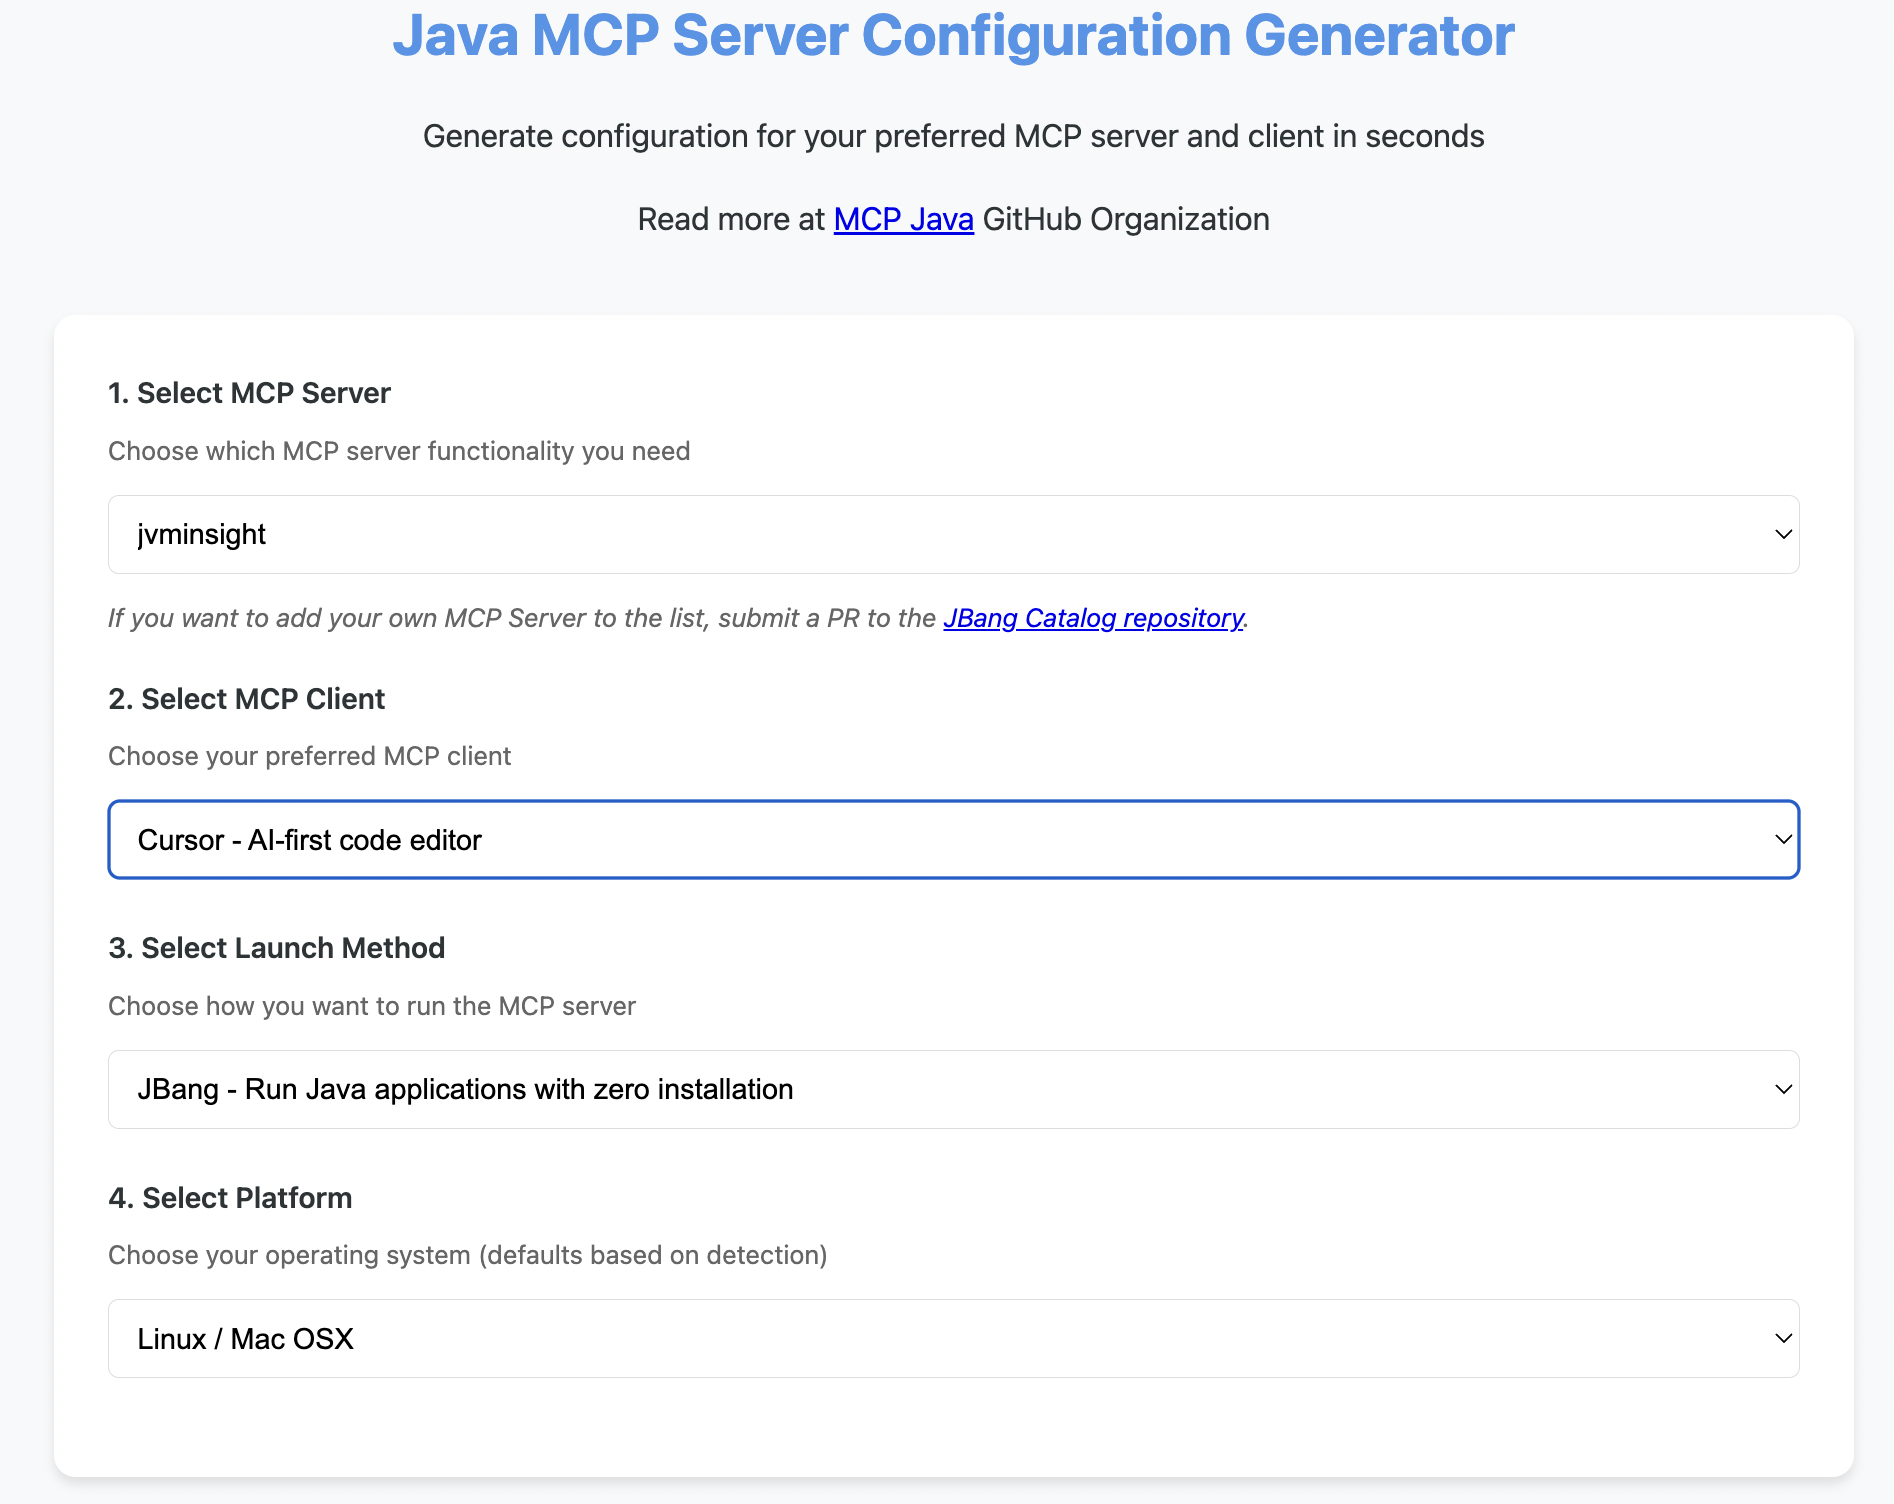 Java MCP Server Configuration Generator
Generate configuration for your preferred MCP server and client in seconds
Read more at MCP Java GitHub Organization
1. Select MCP Server
Choose which MCP server functionality you need
jvminsight
If you want to add your own MCP Server to the list, submit a PR to the JBang Catalog repository.
2. Select MCP Client
Choose your preferred MCP client
Cursor - AI-first code editor
3. Select Launch Method
Choose how you want to run the MCP server
JBang - Run Java applications with zero installation
4. Select Platform
Choose your operating system (defaults based on detection)
Linux / Mac OSX